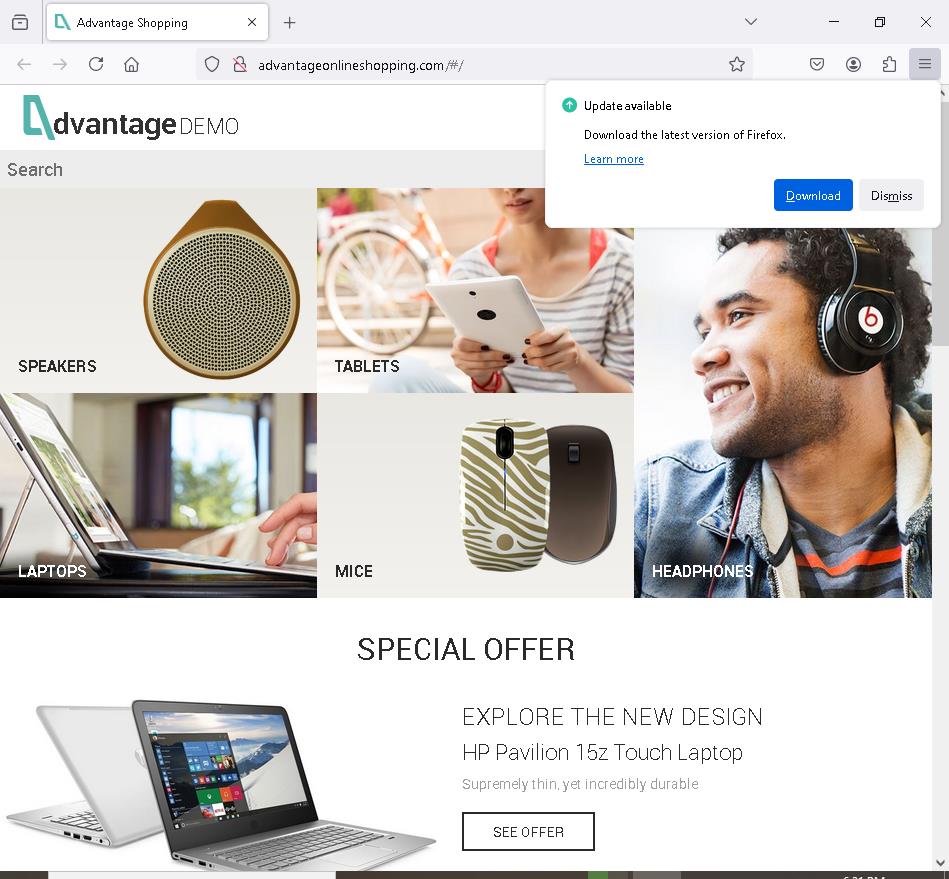 Advantage Shopping
advantageonlineshopping.com/#/
Update available
Download the latest version of Firefox.
Learn more
Download
Dismiss
dvantage DEMO
Search
SPEAKERS
TABLETS
LAPTOPS
MICE
HEADPHONES
SPECIAL OFFER
EXPLORE THE NEW DESIGN
HP Pavilion 15z Touch Laptop
Supremely thin, yet incredibly durable
SEE OFFER